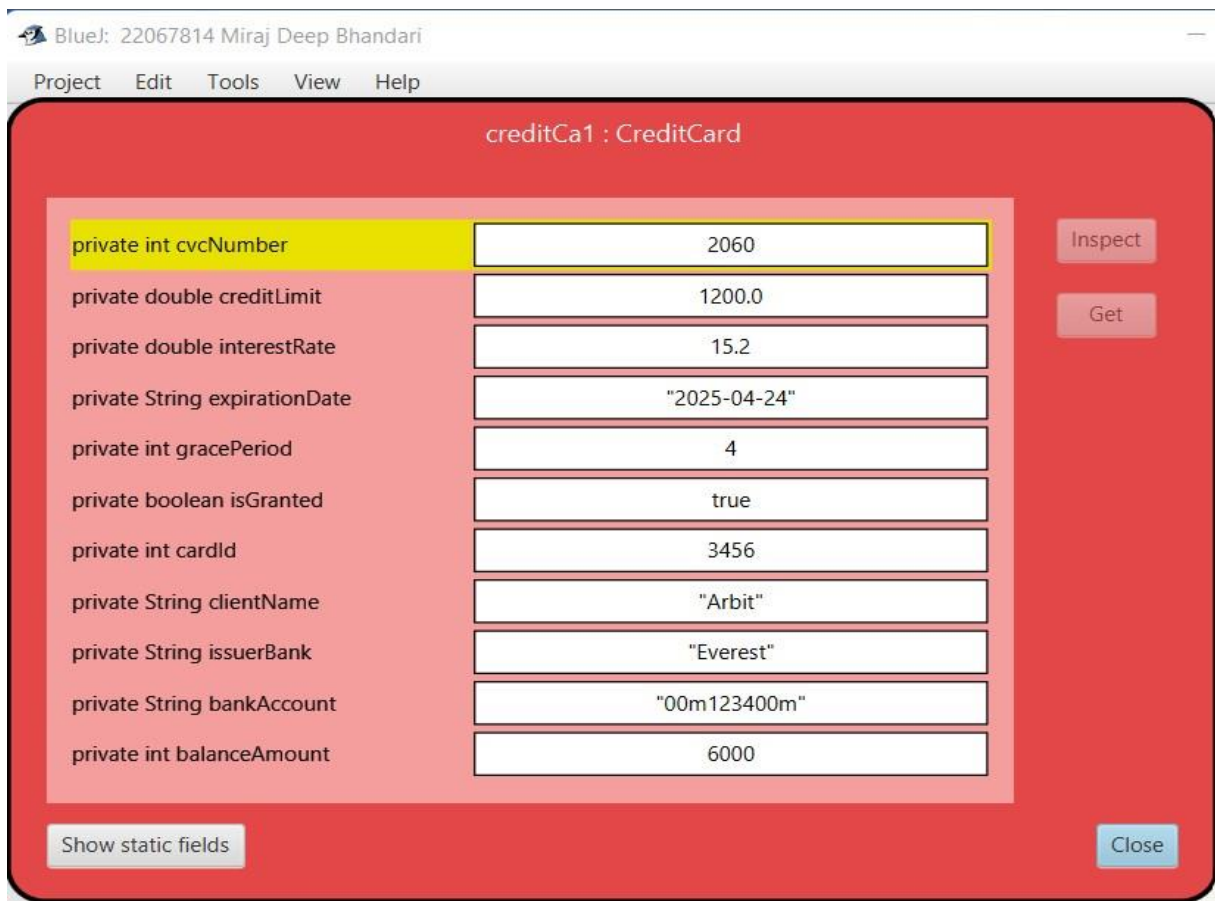 BlueJ: 22067814 Miraj Deep Bhandari
Project Edit Tools View Help
creditCa1 : CreditCard
private int cvcNumber 2060
Inspect
private double creditLimit 1200.0
Get
private double interestRate 15.2
private String expirationDate "2025-04-24"
private int gracePeriod 4
private boolean isGranted true
private int cardId 3456
private String clientName "Arbit"
private String issuerBank "Everest"
private String bankAccount "00m123400m"
private int balanceAmount 6000
Show static fields
Close